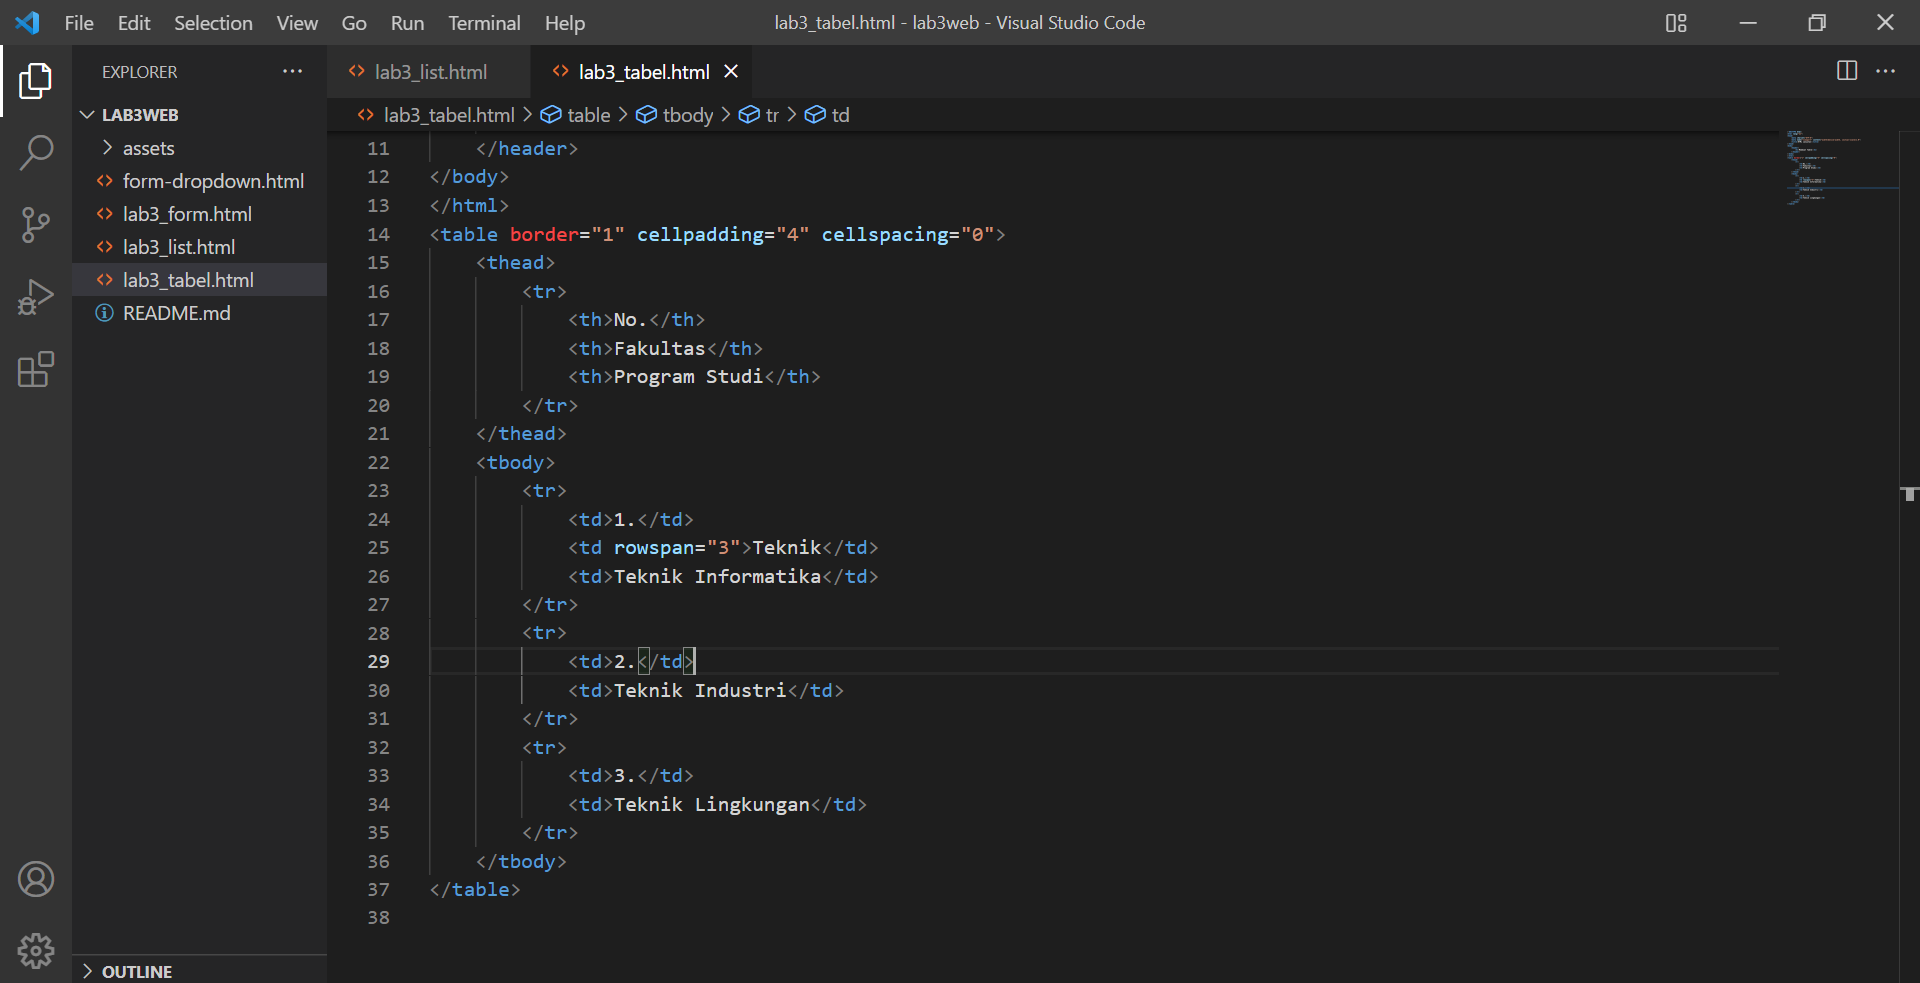 File Edit Selection View Go Run Terminal Help
lab3_tabel.html - lab3web - Visual Studio Code
EXPLORER
LAB3WEB
assets
form-dropdown.html
lab3_form.html
lab3_list.html
lab3_tabel.html
README.md
OUTLINE
lab3_list.html
lab3_tabel.html
lab3_tabel.html > table > tbody > tr > td
11 </header>
12 </body>
13 </html>
14 <table border="1" cellpadding="4" cellspacing="0">
15 <thead>
16 <tr>
17 <th>No.</th>
18 <th>Fakultas</th>
19 <th>Program Studi</th>
20 </tr>
21 </thead>
22 <tbody>
23 <tr>
24 <td>1.</td>
25 <td rowspan="3">Teknik</td>
26 <td>Teknik Informatika</td>
27 </tr>
28 <tr>
29 <td>2.</td>
30 <td>Teknik Industri</td>
31 </tr>
32 <tr>
33 <td>3.</td>
34 <td>Teknik Lingkungan</td>
35 </tr>
36 </tbody>
37 </table>
38